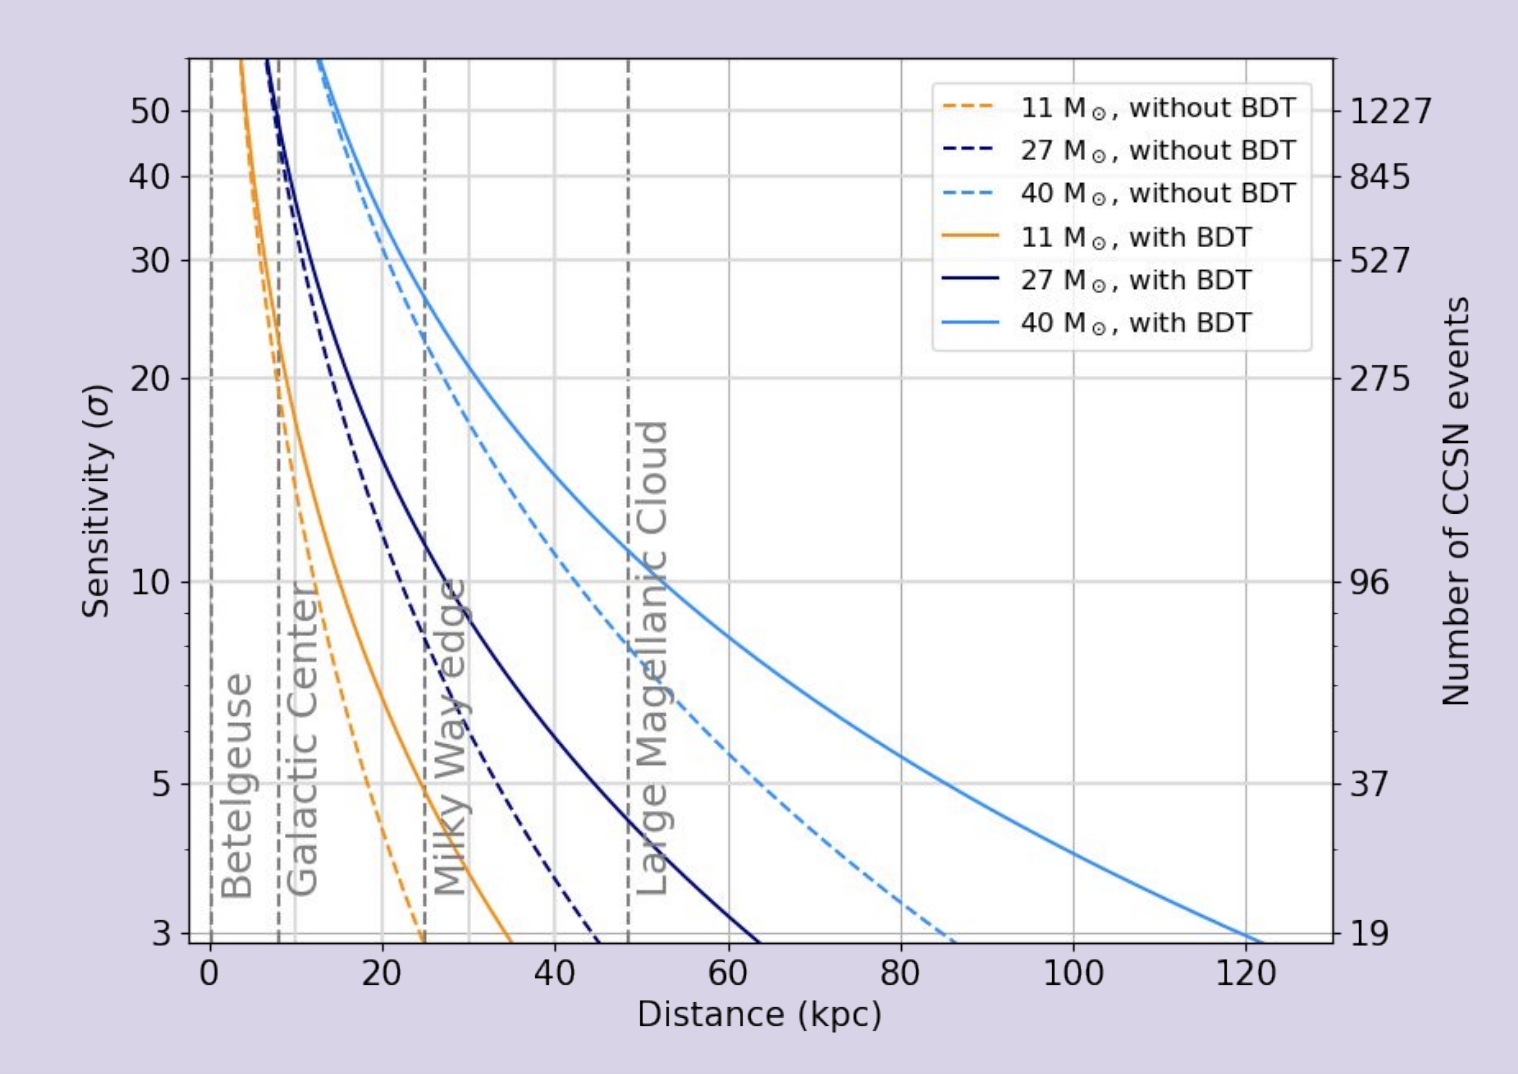 50
40
30
20
10
5
3
Sensitivity (σ)
1227
845
527
275
96
37
19
Number of CCSN events
11 M⊙, without BDT
27 M⊙, without BDT
40 M⊙, without BDT
11 M⊙, with BDT
27 M⊙, with BDT
40 M⊙, with BDT
Betelgeuse
Galactic Center
Milky Way edge
Large Magellanic Cloud
0 20 40 60 80 100 120
Distance (kpc)